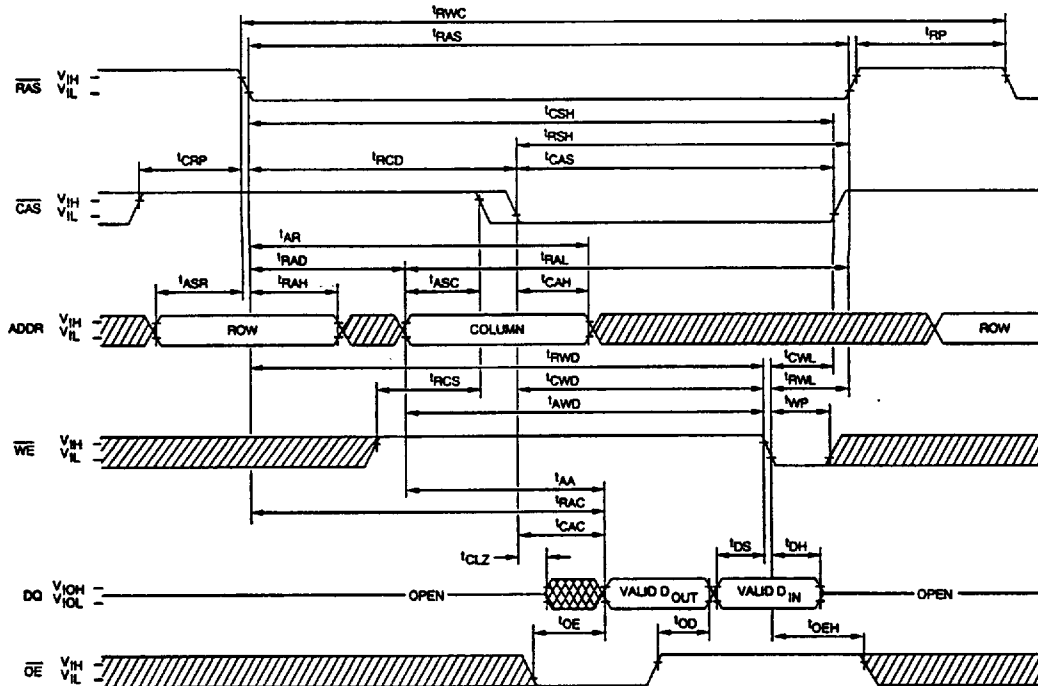 tRWC
tRAS
tRP
RAS VIH
VIL
tCSH
tRSH
tCRP
tRCD
tCAS
CAS VIH
VIL
tAR
tRAD
tRAL
tASR
tRAH
tASC
tCAH
ADDR VIH
VIL
ROW
COLUMN
ROW
tRWD
tCWL
tRCS
tCWD
tRWL
tAWD
tWP
WE VIH
VIL
tAA
tRAC
tCAC
tCLZ
tDS
tDH
DQ VIOH
VIOL
OPEN
VALID DOUT
VALID DIN
OPEN
tOE
tOD
tOEH
OE VIH
VIL